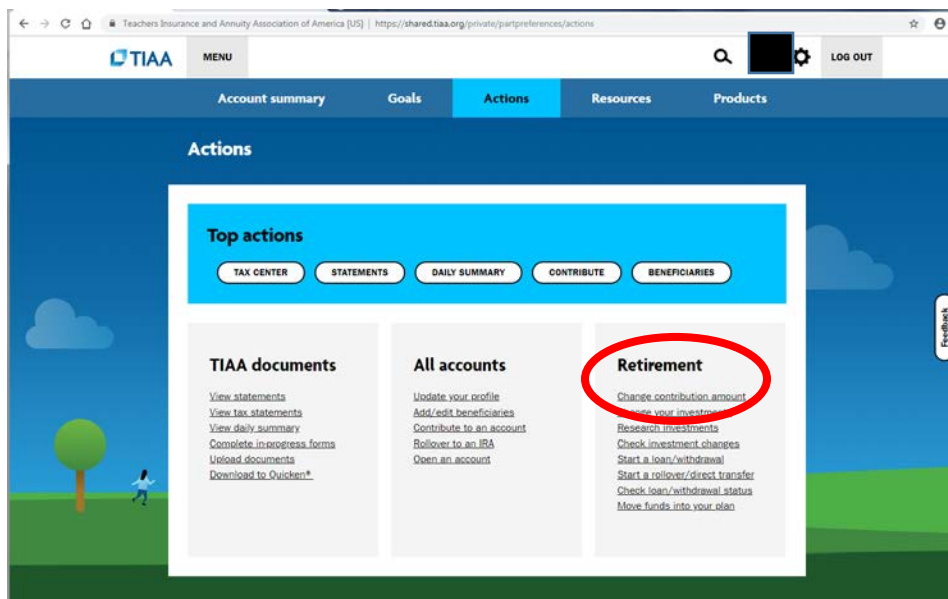 Teachers Insurance and Annuity Association of America [US] | https://shared.tiaa.org/private/partpreferences/actions
TIAA MENU LOG OUT
Account summary Goals Actions Resources Products
Actions
Top actions
TAX CENTER STATEMENTS DAILY SUMMARY CONTRIBUTE BENEFICIARIES
Feedback
TIAA documents
View statements
View tax statements
View daily summary
Complete in-progress forms
Upload documents
Download to Quicken®
All accounts
Update your profile
Add/edit beneficiaries
Contribute to an account
Rollover to an IRA
Open an account
Retirement
Change contribution amount
Change your investments
Research investments
Check investment changes
Start a loan/withdrawal
Start a rollover/direct transfer
Check loan/withdrawal status
Move funds into your plan